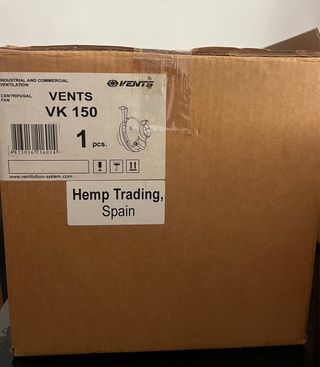 INDUSTRIAL AND COMMERCIAL
VENTILATION
VENTS
CENTRIFUGAL
FAN
VENTS
VK 150
1 pcs.
www.ventilation-system.com
Hemp Trading,
Spain